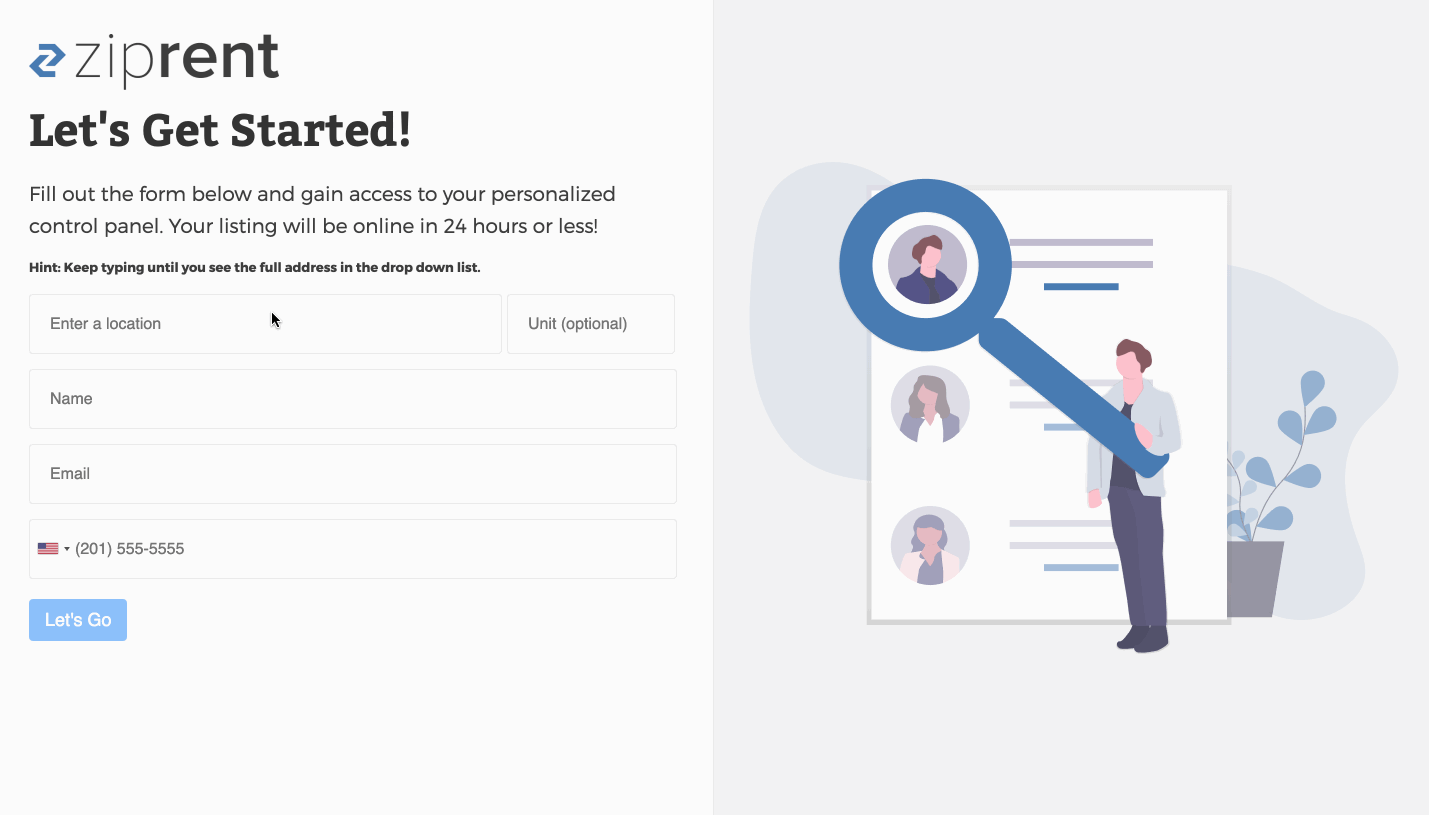 ziprent
Let's Get Started!
Fill out the form below and gain access to your personalized
control panel. Your listing will be online in 24 hours or less!
Hint: Keep typing until you see the full address in the drop down list.
Enter a location
Unit (optional)
Name
Email
(201) 555-5555
Let's Go